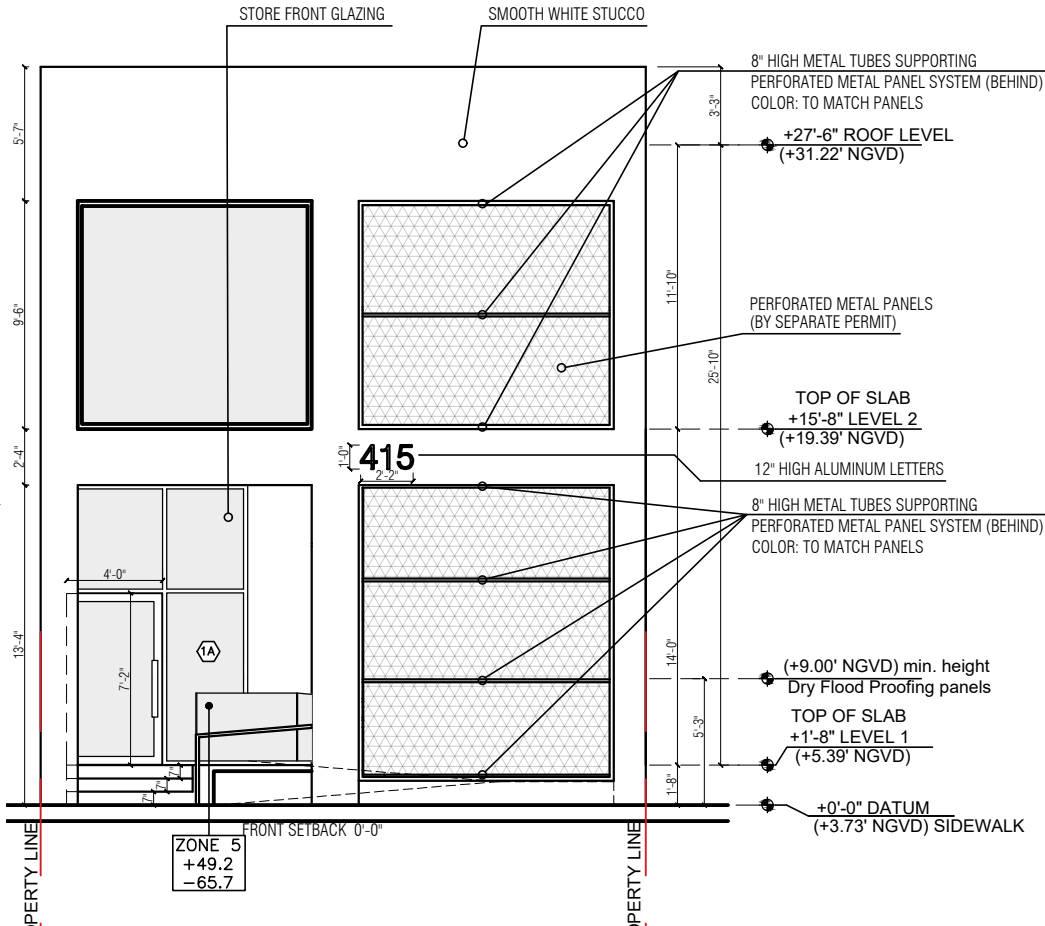 STORE FRONT GLAZING
SMOOTH WHITE STUCCO
8" HIGH METAL TUBES SUPPORTING
PERFORATED METAL PANEL SYSTEM (BEHIND)
COLOR: TO MATCH PANELS
5'-7"
3'-3"
+27'-6" ROOF LEVEL
(+31.22' NGVD)
9'-6"
11'-10"
PERFORATED METAL PANELS
(BY SEPARATE PERMIT)
25'-10"
TOP OF SLAB
+15'-8" LEVEL 2
(+19.39' NGVD)
2'-4"
1'-0"
415
2'-2"
12" HIGH ALUMINUM LETTERS
8" HIGH METAL TUBES SUPPORTING
PERFORATED METAL PANEL SYSTEM (BEHIND)
COLOR: TO MATCH PANELS
4'-0"
13'-4"
1A
7'-2"
14'-0"
(+9.00' NGVD) min. height
Dry Flood Proofing panels
5'-3"
TOP OF SLAB
+1'-8" LEVEL 1
(+5.39' NGVD)
7"
7"
7"
1'-8"
+0'-0" DATUM
(+3.73' NGVD) SIDEWALK
FRONT SETBACK 0'-0"
ZONE 5
+49.2
-65.7
OPERTY LINE
OPERTY LINE